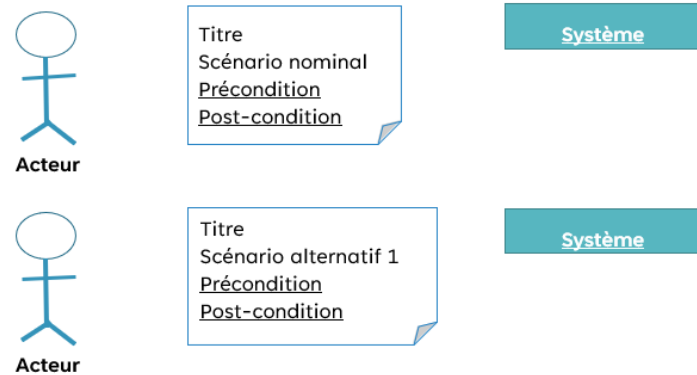 Titre
Scénario nominal
Précondition
Post-condition
Système
Acteur
Titre
Scénario alternatif 1
Précondition
Post-condition
Système
Acteur